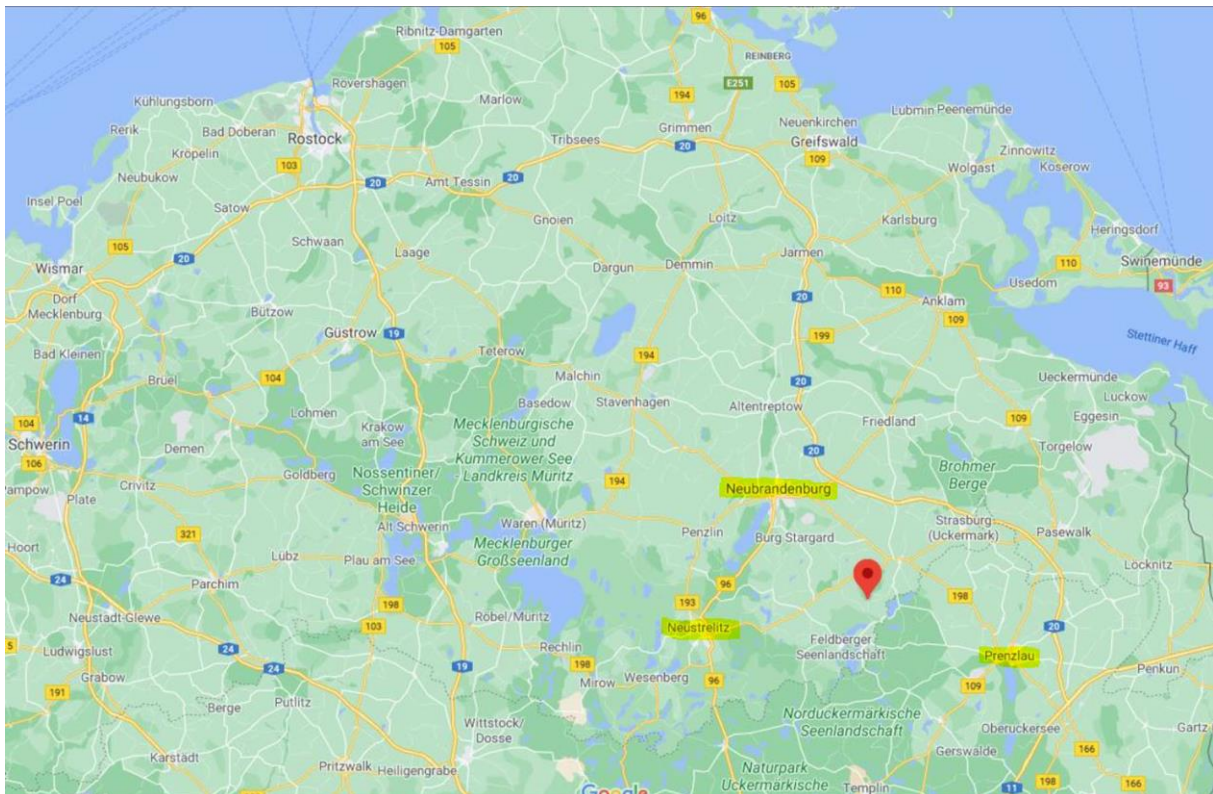 96
Ribnitz-Damgarten
105
REINBERG
E251
Rövershagen
194
105
Kühlungsborn
Marlow
Lubmin
Peenemünde
Rerik
Bad Doberan
Rostock
Grimmen
Neuenkirchen
Greifswald
Tribsees
20
Kröpelin
103
109
Zinnowitz
Wolgast
Koserow
Neubukow
20
Amt Tessin
20
Insel Poel
Satow
Gnoien
Loitz
Karlsburg
Heringsdorf
105
Schwaan
Laage
20
Jarmen
Wismar
Dargun
Demmin
110
Swinemünde
Usedom
93
110
Dorf
Mecklenburg
20
Anklam
Bützow
109
Güstrow
19
199
Stettiner Haff
Bad Kleinen
Teterow
194
Brüel
104
Malchin
20
Ueckermünde
Basedow
Stavenhagen
Altentreptow
Luckow
104
14
Lohmen
Krakow
am See
Mecklenburgische
Schweiz und
Kummerower See
- Landkreis Müritz
Friedland
109
Eggesin
Schwerin
Demen
Torgelow
106
20
Goldberg
Nossentiner/
Schwinzer
Heide
Brohmer
Berge
Pampow
Crivitz
194
Neubrandenburg
Plate
Alt Schwerin
Waren (Müritz)
Penzlin
Burg Stargard
Strasburg
(Uckermark)
Pasewalk
321
Hoort
Lübz
Plau am See
Mecklenburger
Großseenland
Löcknitz
24
Parchim
96
198
193
198
Neustadt-Glewe
103
Röbel/Müritz
Neustrelitz
20
24
Feldberger
Seenlandschaft
5
Ludwigslust
Rechlin
Prenzlau
24
19
198
Penkun
191
Grabow
Mirow
Wesenberg
96
109
Berge
Putlitz
Norduckermärkische
Seenlandschaft
Wittstock/
Dosse
Oberuckersee
Gartz
Gerswalde
166
Karstädt
Pritzwalk
Heiligengrabe
Naturpark
Uckermärkische
Templin
11
198
166
Google